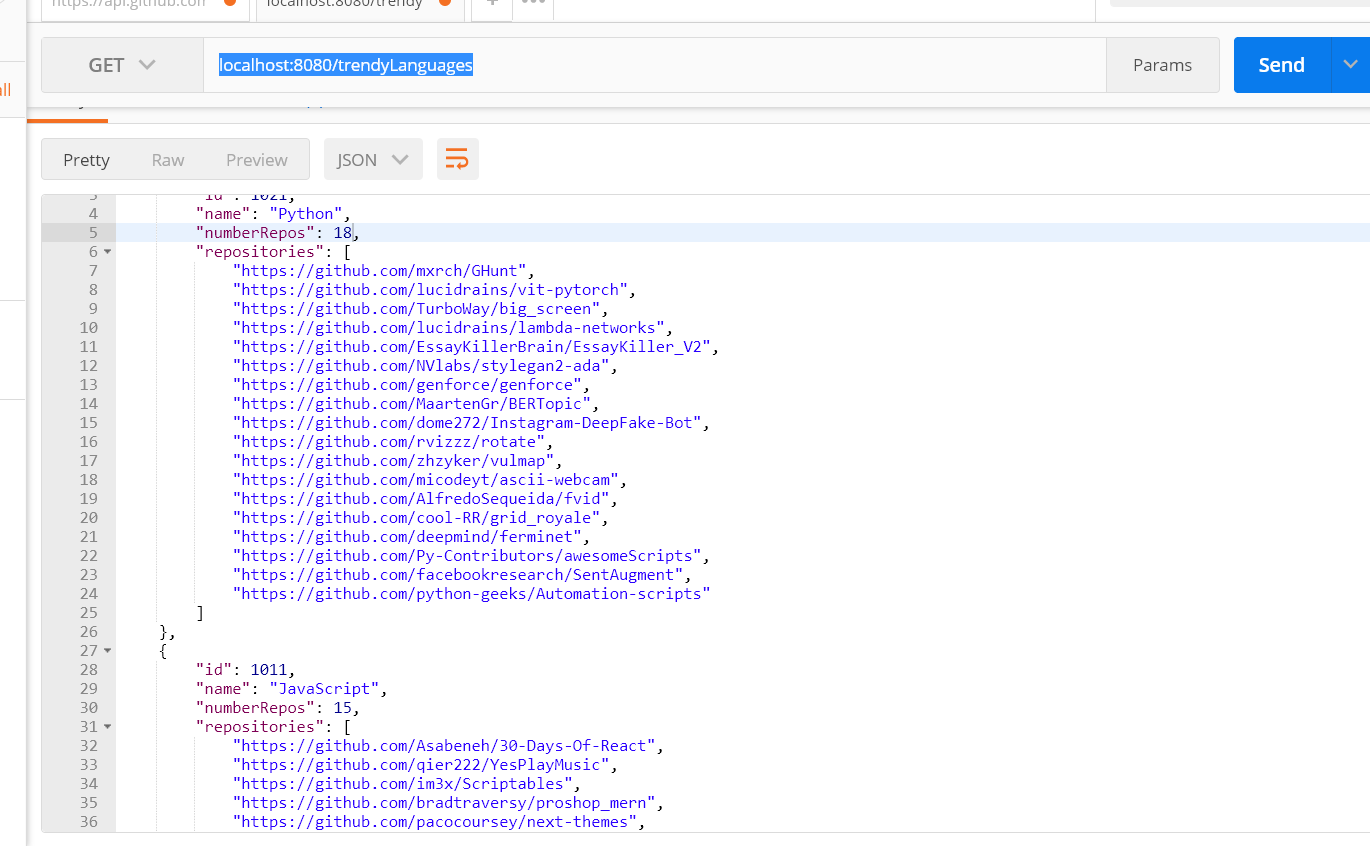 https://api.github.com
localhost:8080/trendy
+ •••
GET localhost:8080/trendyLanguages Params Send
all
Pretty Raw Preview JSON
3 "id": 1021,
4 "name": "Python",
5 "numberRepos": 18,
6 "repositories": [
7 "https://github.com/mxrch/GHunt",
8 "https://github.com/lucidrains/vit-pytorch",
9 "https://github.com/TurboWay/big_screen",
10 "https://github.com/lucidrains/lambda-networks",
11 "https://github.com/EssayKillerBrain/EssayKiller_V2",
12 "https://github.com/NVlabs/stylegan2-ada",
13 "https://github.com/genforce/genforce",
14 "https://github.com/MaartenGr/BERTopic",
15 "https://github.com/dome272/Instagram-DeepFake-Bot",
16 "https://github.com/rvizzz/rotate",
17 "https://github.com/zhzyker/vulmap",
18 "https://github.com/micodeyt/ascii-webcam",
19 "https://github.com/AlfredoSequeida/fvid",
20 "https://github.com/cool-RR/grid_royale",
21 "https://github.com/deepmind/ferminet",
22 "https://github.com/Py-Contributors/awesomeScripts",
23 "https://github.com/facebookresearch/SentAugment",
24 "https://github.com/python-geeks/Automation-scripts"
25 ]
26 },
27 {
28 "id": 1011,
29 "name": "JavaScript",
30 "numberRepos": 15,
31 "repositories": [
32 "https://github.com/Asabeneh/30-Days-Of-React",
33 "https://github.com/qier222/YesPlayMusic",
34 "https://github.com/im3x/Scriptables",
35 "https://github.com/bradtraversy/proshop_mern",
36 "https://github.com/pacocoursey/next-themes",